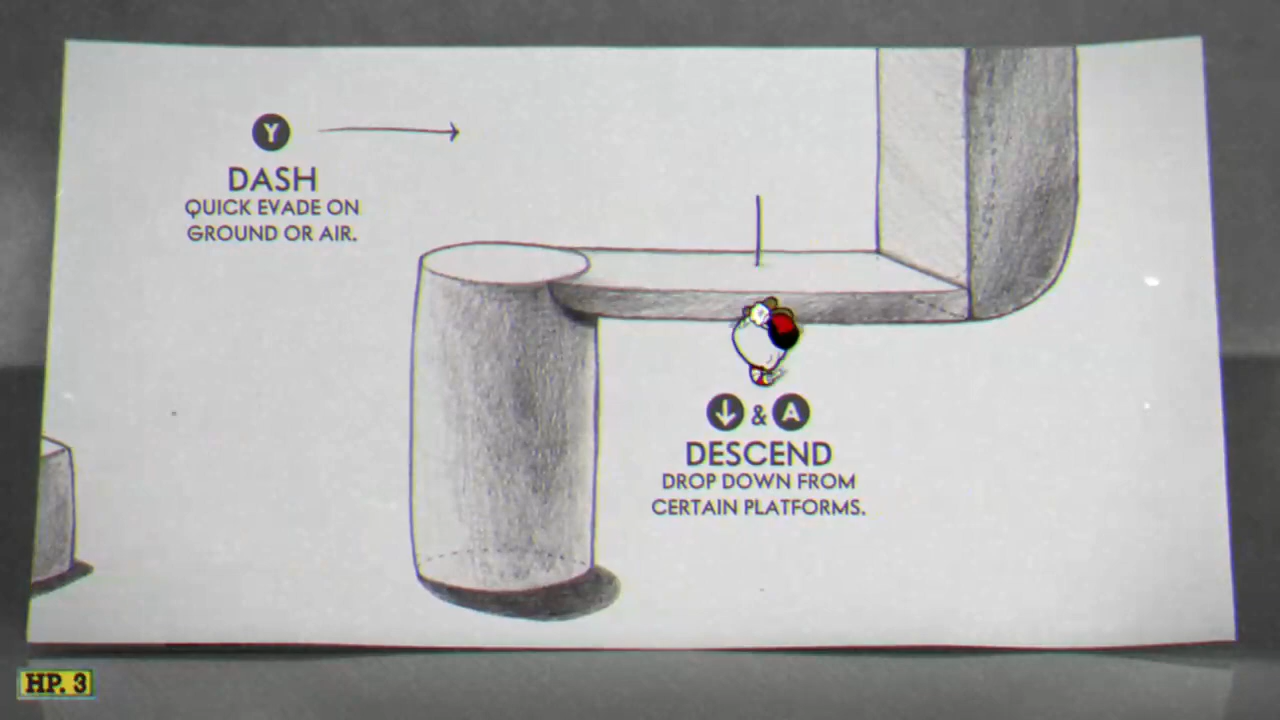 Y
DASH
QUICK EVADE ON
GROUND OR AIR.
& A
DESCEND
DROP DOWN FROM
CERTAIN PLATFORMS.
HP. 3